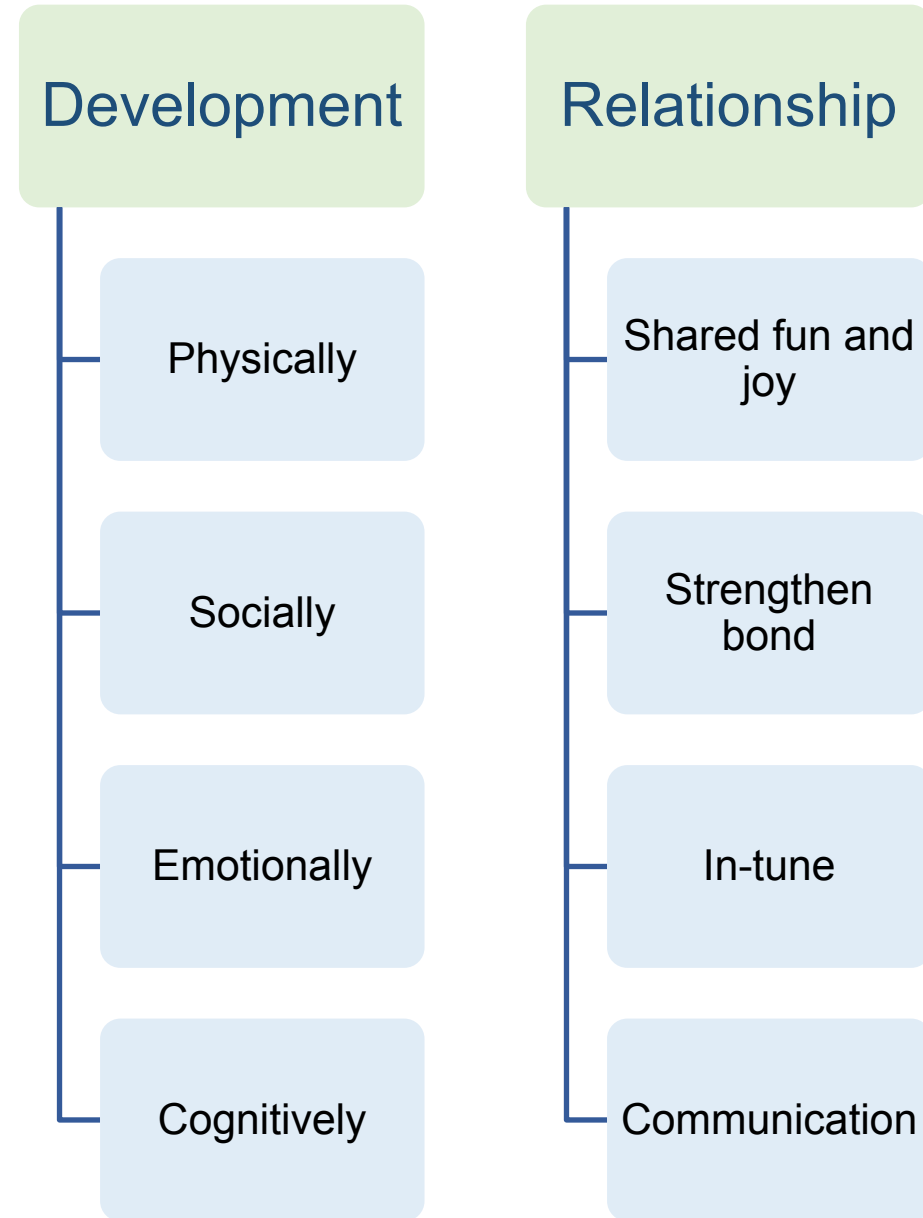 Development
Physically
Socially
Emotionally
Cognitively
Relationship
Shared fun and
joy
Strengthen
bond
In-tune
Communication